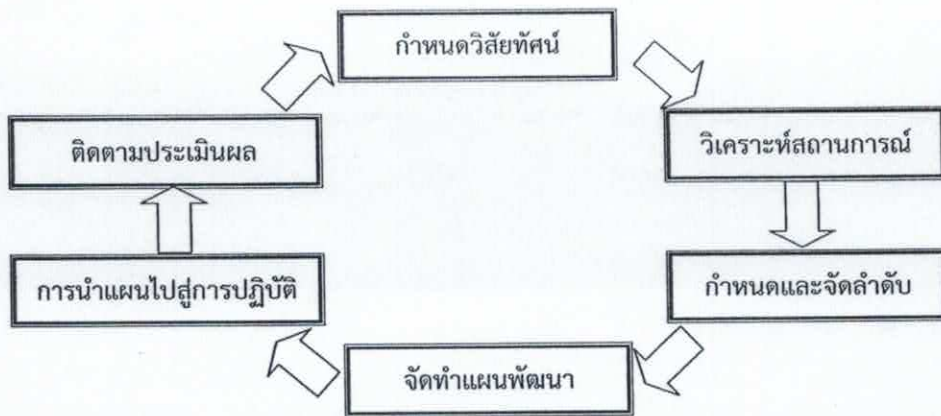 กำหนดวิสัยทัศน์
วิเคราะห์สถานการณ์
กำหนดและจัดลำดับ
จัดทำแผนพัฒนา
การนำแผนไปสู่การปฏิบัติ
ติดตามประเมินผล